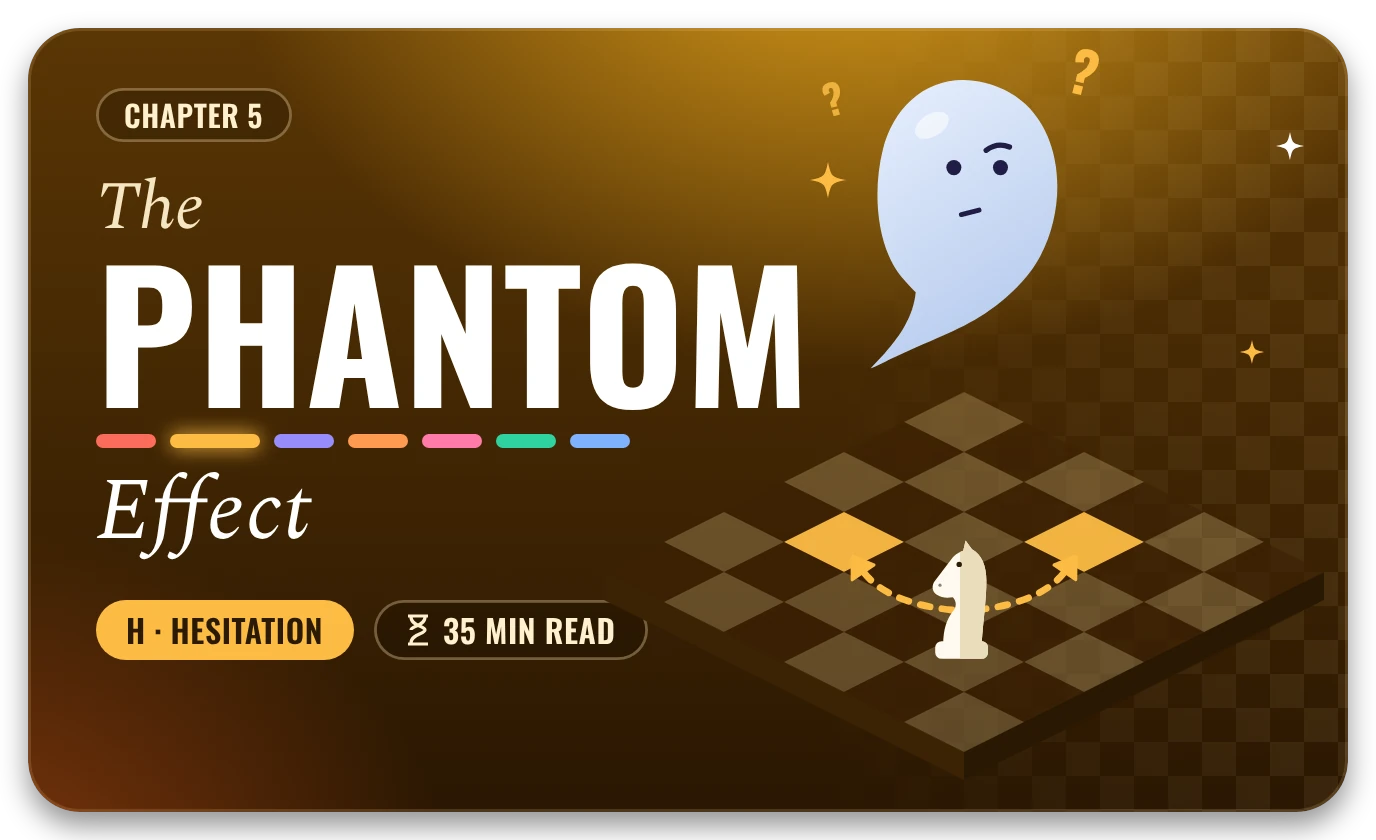 CHAPTER 5
The
PHANTOM
Effect
H · HESITATION
35 MIN READ
?
?